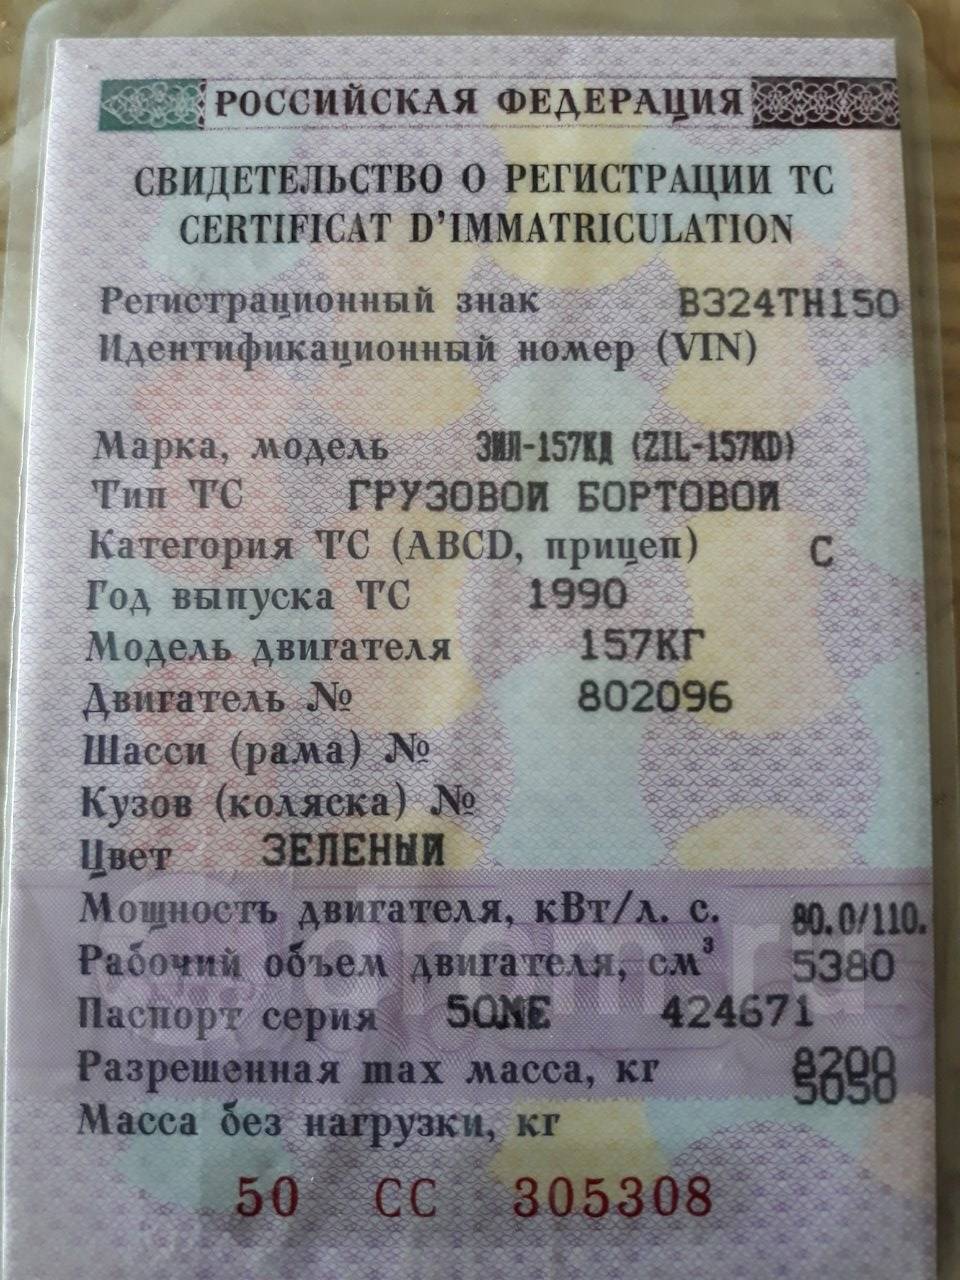 РОССИЙСКАЯ ФЕДЕРАЦИЯ
СВИДЕТЕЛЬСТВО О РЕГИСТРАЦИИ ТС
CERTIFICAT D'IMMATRICULATION
Регистрационный знак В324ТН150
Идентификационный номер (VIN)
Марка, модель ЗИЛ-157КД (ZIL-157KD)
Тип ТС ГРУЗОВОЙ БОРТОВОЙ
Категория ТС (ABCD, прицеп) C
Год выпуска ТС 1990
Модель двигателя 157КГ
Двигатель № 802096
Шасси (рама) №
Кузов (коляска) №
Цвет ЗЕЛЕНЫЙ
Мощность двигателя, кВт/л. с. 80.0/110.
Рабочий объем двигателя, см³ 5380
Паспорт серия 50МЕ 424671
Разрешенная max масса, кг 8200
5050
Масса без нагрузки, кг
50 СС 305308
drom.ru